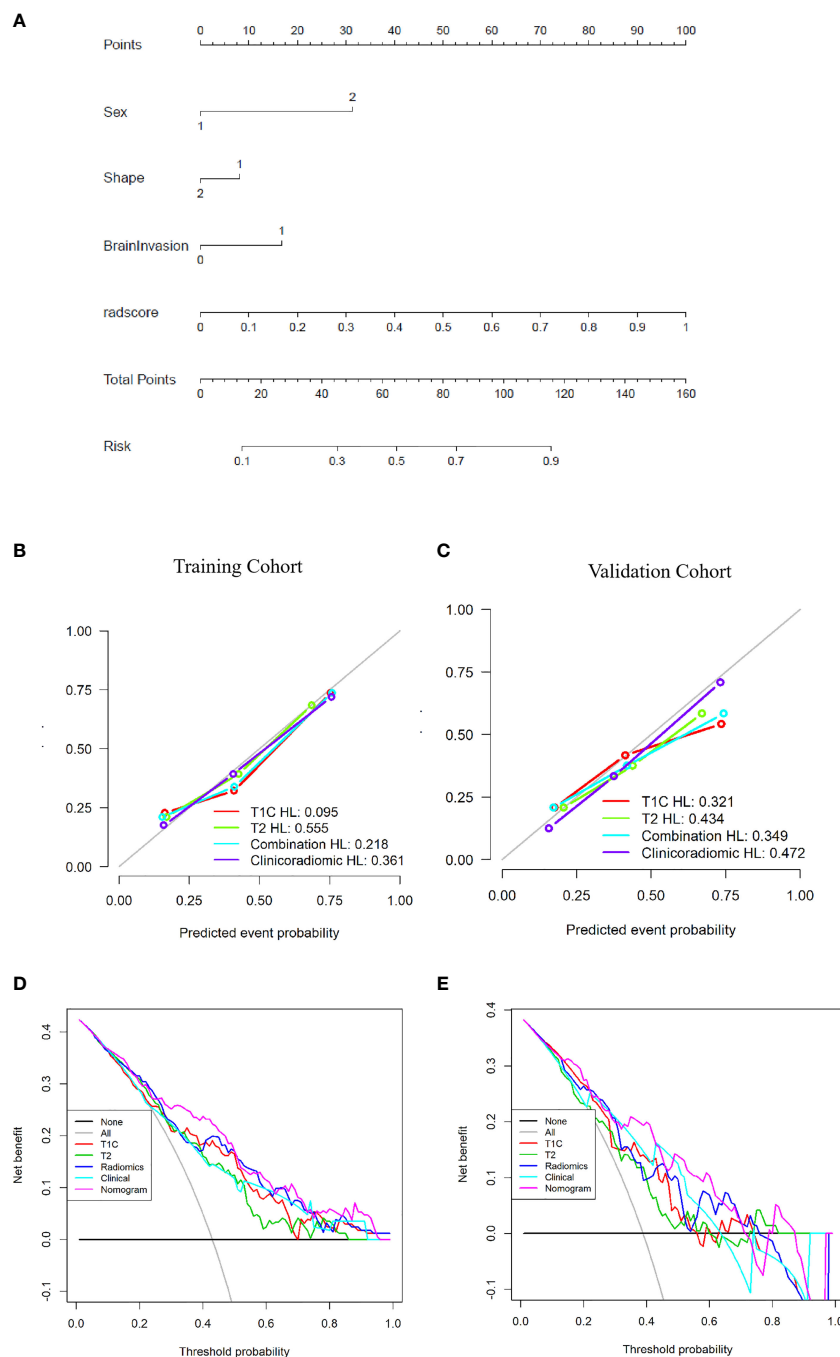 A
Points
0 10 20 30 40 50 60 70 80 90 100
Sex
2
1
Shape
1
2
BrainInvasion
1
0
radscore
0 0.1 0.2 0.3 0.4 0.5 0.6 0.7 0.8 0.9 1
Total Points
0 20 40 60 80 100 120 140 160
Risk
0.1 0.3 0.5 0.7 0.9
B
Training Cohort
1.00
0.75
0.50
0.25
0.00
T1C HL: 0.095
T2 HL: 0.555
Combination HL: 0.218
Clinicoradiomic HL: 0.361
0.00 0.25 0.50 0.75 1.00
Predicted event probability
C
Validation Cohort
1.00
0.75
0.50
0.25
0.00
T1C HL: 0.321
T2 HL: 0.434
Combination HL: 0.349
Clinicoradiomic HL: 0.472
0.00 0.25 0.50 0.75 1.00
Predicted event probability
D
Net benefit
0.4
0.3
0.2
0.1
0.0
-0.1
None
All
T1C
T2
Radiomics
Clinical
Nomogram
0.0 0.2 0.4 0.6 0.8 1.0
Threshold probability
E
Net benefit
0.4
0.3
0.2
0.1
0.0
-0.1
None
All
T1C
T2
Radiomics
Clinical
Nomogram
0.0 0.2 0.4 0.6 0.8 1.0
Threshold probability